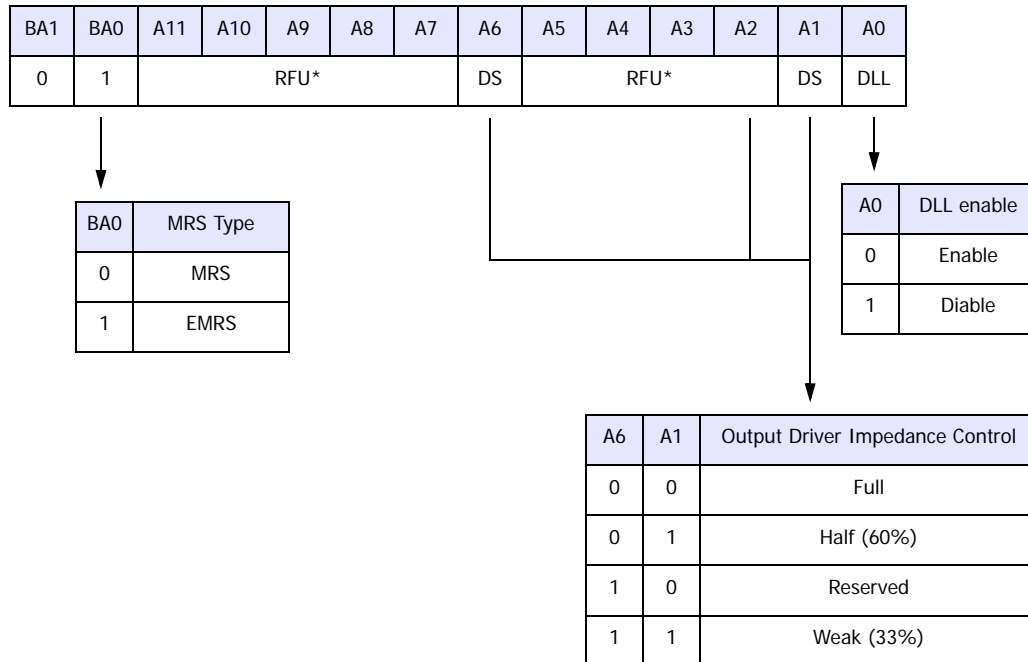 BA1 BA0 A11 A10 A9 A8 A7 A6 A5 A4 A3 A2 A1 A0
0 1 RFU* DS RFU* DS DLL
BA0 MRS Type
0 MRS
1 EMRS
A0 DLL enable
0 Enable
1 Diable
A6 A1 Output Driver Impedance Control
0 0 Full
0 1 Half (60%)
1 0 Reserved
1 1 Weak (33%)